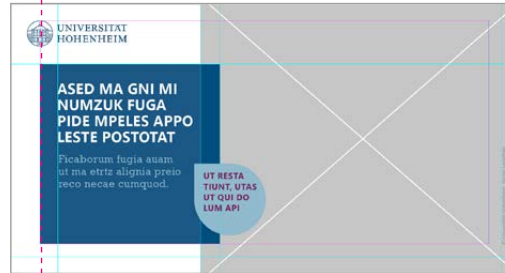 UNIVERSITÄT
HOHENHEIM
ASED MA GNI MI
NUMZUK FUGA
PIDE MPELES APPO
LESTE POSTOTAT
Ficaborum fugia auam
ut ma etrtz alignia preio
reco necae cumquod.
UT RESTA
TIUNT, UTAS
UT QUI DO
LUM API